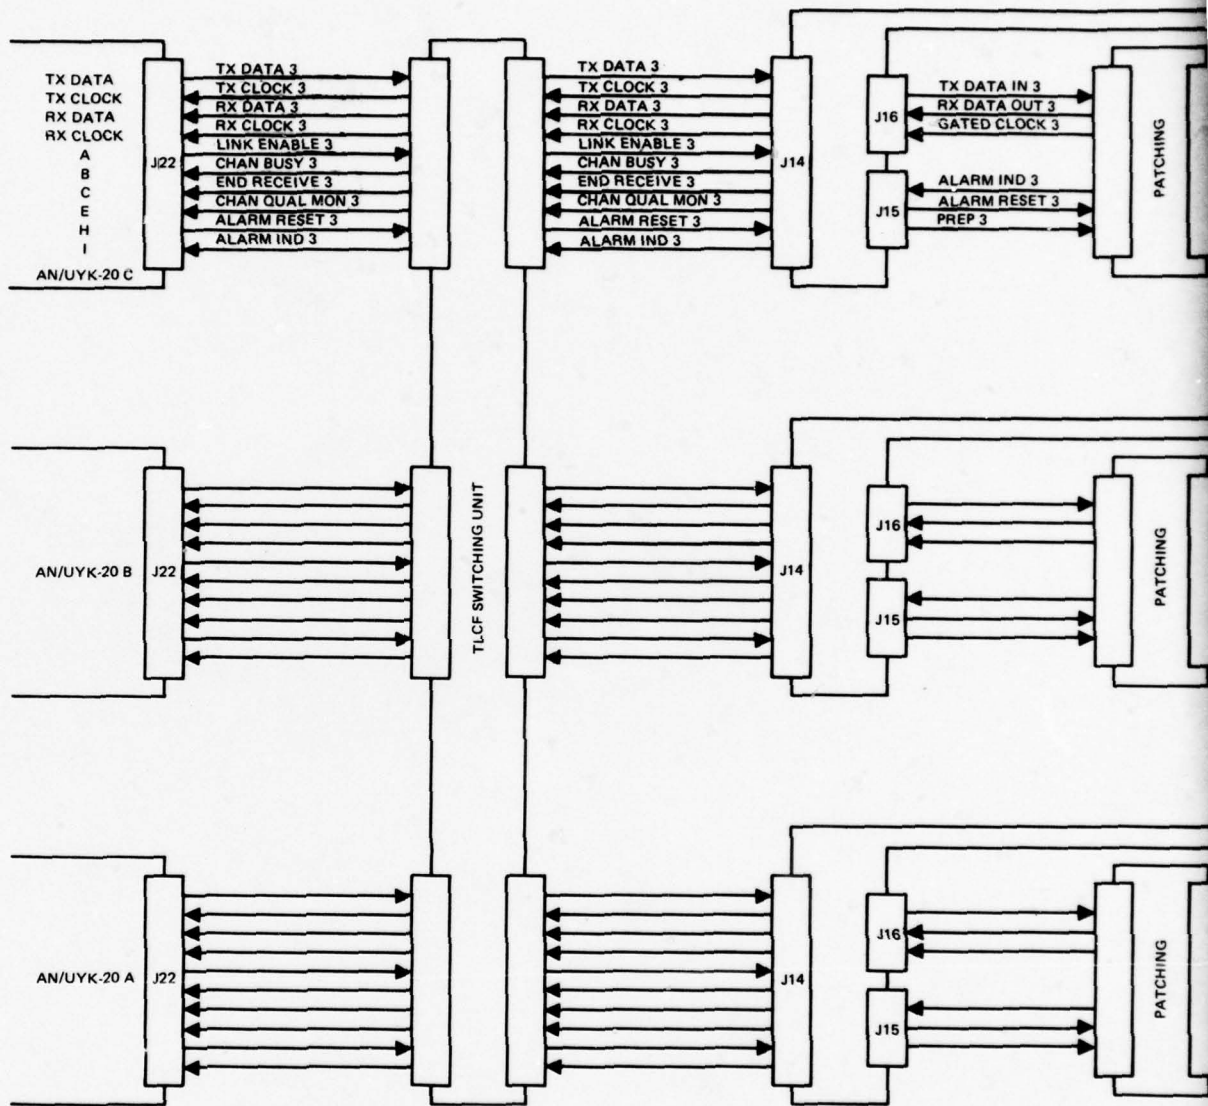 TX DATA
TX CLOCK
RX DATA
RX CLOCK
A
B
C
E
H
I
AN/UYK-20 C
J22
TX DATA 3
TX CLOCK 3
RX DATA 3
RX CLOCK 3
LINK ENABLE 3
CHAN BUSY 3
END RECEIVE 3
CHAN QUAL MON 3
ALARM RESET 3
ALARM IND 3
TX DATA 3
TX CLOCK 3
RX DATA 3
RX CLOCK 3
LINK ENABLE 3
CHAN BUSY 3
END RECEIVE 3
CHAN QUAL MON 3
ALARM RESET 3
ALARM IND 3
J14
J16
J15
TX DATA IN 3
RX DATA OUT 3
GATED CLOCK 3
ALARM IND 3
ALARM RESET 3
PREP 3
PATCHING
AN/UYK-20 B
J22
TLCF SWITCHING UNIT
J14
J16
J15
PATCHING
AN/UYK-20 A
J22
J14
J16
J15
PATCHING